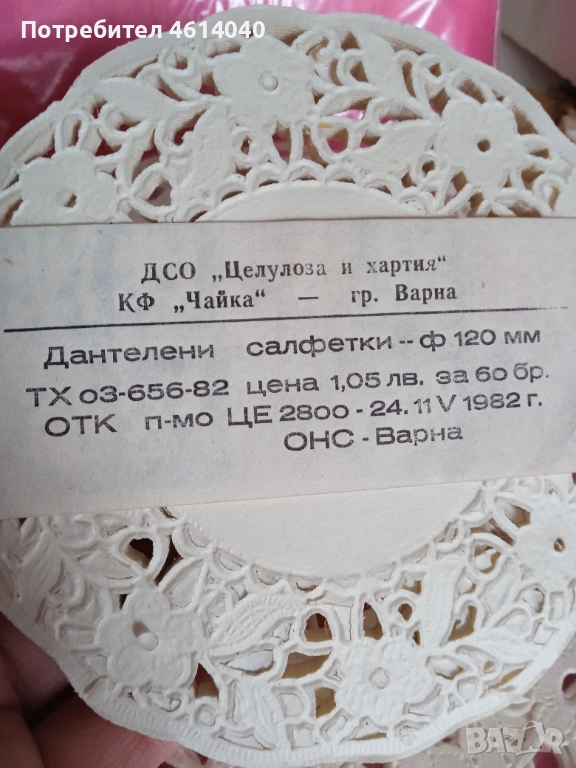 Потребител 4614040
ДСО „Целулоза и хартия“
КФ „Чайка“ — гр. Варна
Дантелени салфетки -- ф 120 мм
ТХ 03-656-82 цена 1,05 лв. за 60 бр.
ОТК п-мо ЦЕ 2800 - 24. 11 V 1982 г.
ОНС - Варна
BAZAR